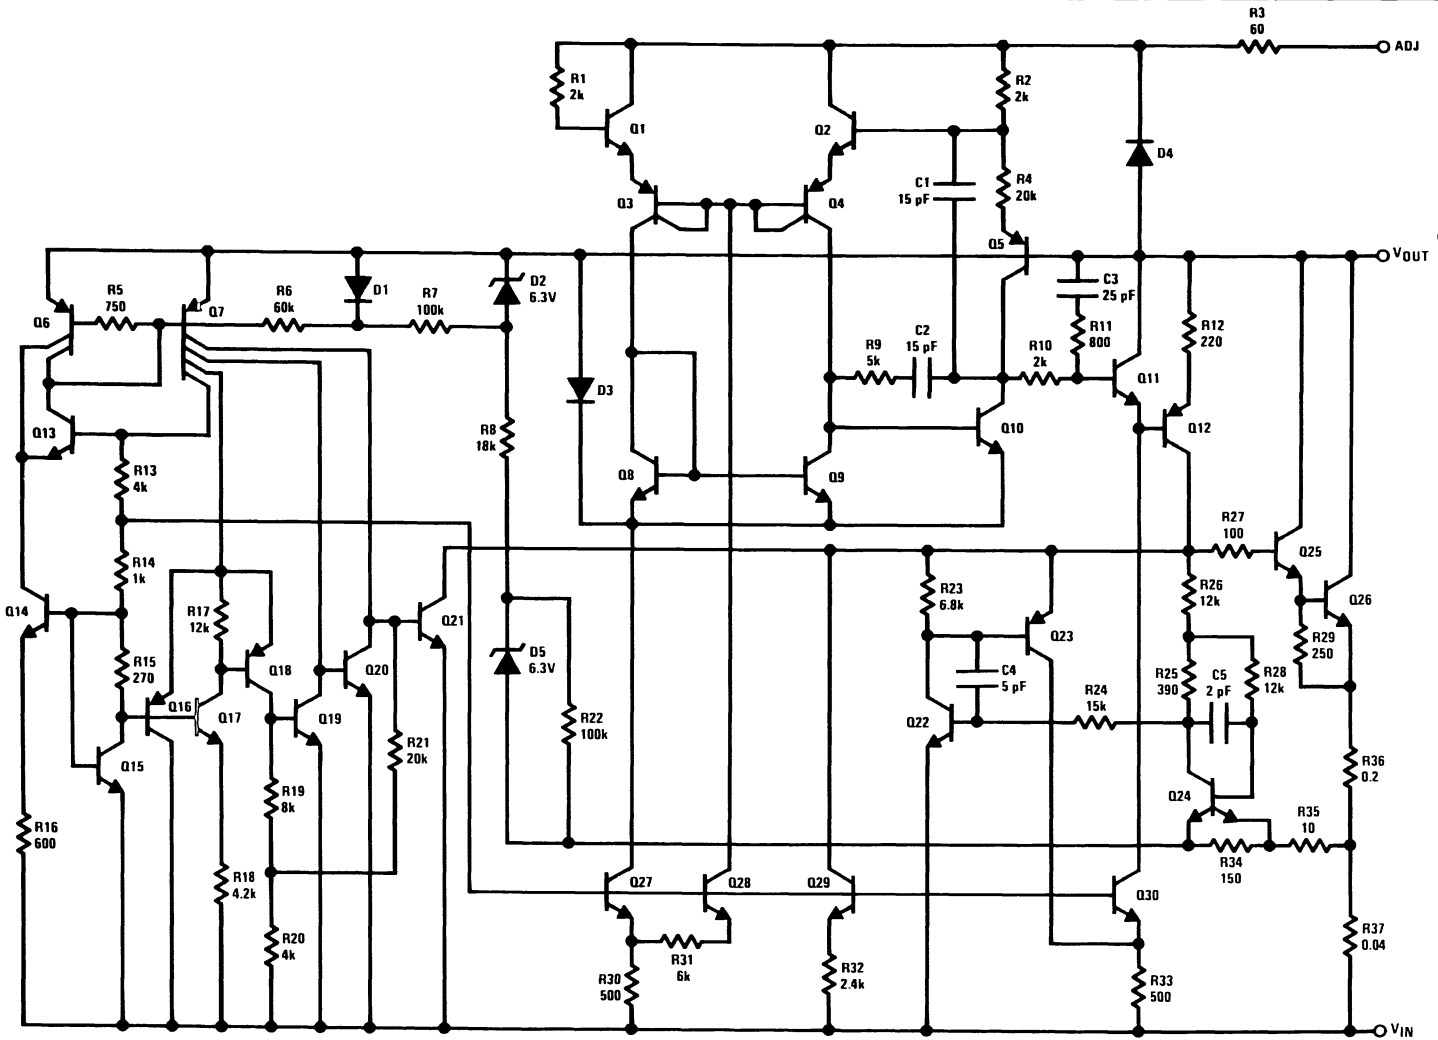 R3
60
ADJ
R1
2k
R2
2k
Q1
Q2
D4
C1
15 pF
R4
20k
Q3
Q4
Q5
VOUT
R5
750
R6
60k
D1
R7
100k
D2
6.3V
C3
25 pF
Q6
Q7
R11
800
R12
220
R9
5k
C2
15 pF
R10
2k
D3
Q11
Q13
R8
18k
Q10
Q12
R13
4k
Q8
Q9
R27
100
Q25
R14
1k
R23
6.8k
R26
12k
Q14
R17
12k
Q21
Q23
Q26
R15
270
Q18
Q20
D5
6.3V
C4
5 pF
R25
390
C5
2 pF
R28
12k
R29
250
Q16
Q17
Q19
R22
100k
Q22
R24
15k
R21
20k
Q15
R36
0.2
R19
8k
Q24
R16
600
R35
10
R34
150
R18
4.2k
Q27
Q28
Q29
Q30
R37
0.04
R20
4k
R31
6k
R30
500
R32
2.4k
R33
500
VIN